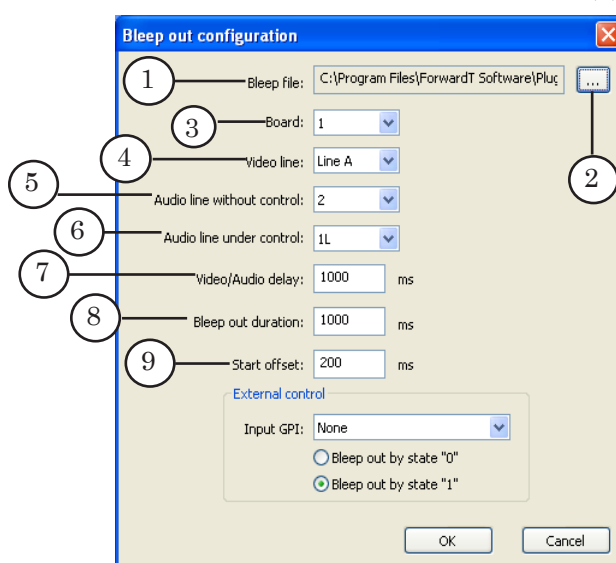 Bleep out configuration
1 Bleep file: C:\Program Files\ForwardT Software\Plug ...
2
3 Board: 1
4 Video line: Line A
5 Audio line without control: 2
6 Audio line under control: 1L
7 Video/Audio delay: 1000 ms
8 Bleep out duration: 1000 ms
9 Start offset: 200 ms
External control
Input GPI: None
Bleep out by state "0"
Bleep out by state "1"
OK Cancel